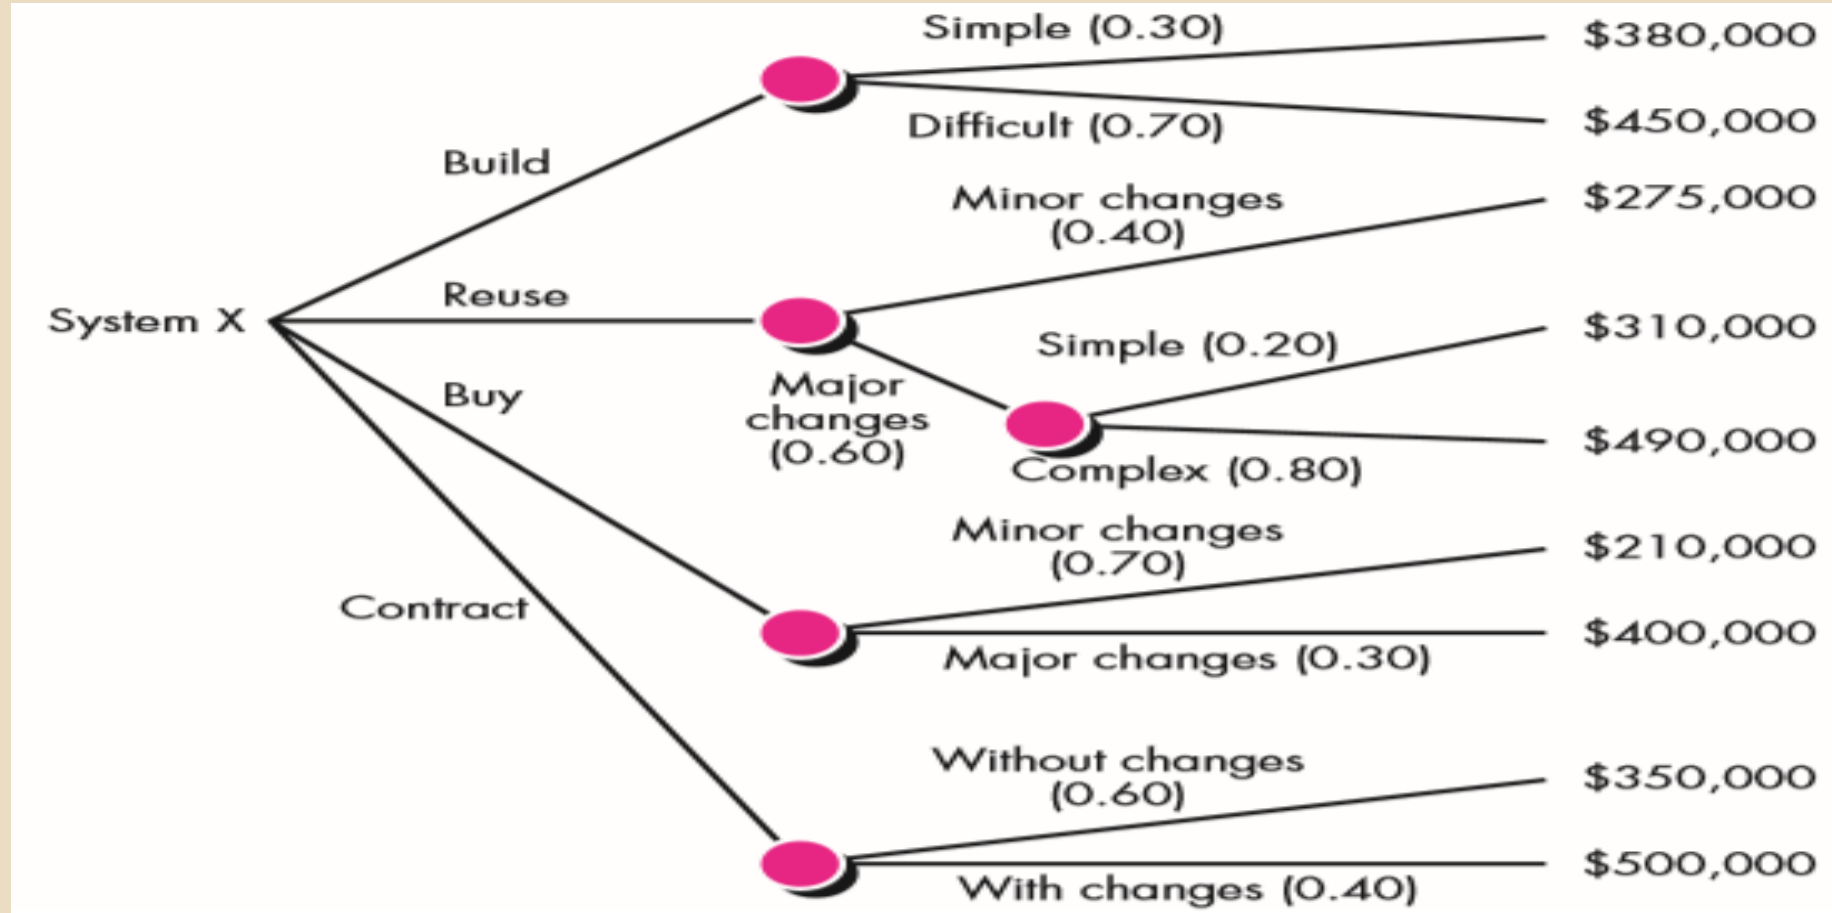 Simple (0.30)
$380,000
Difficult (0.70)
$450,000
Build
Minor changes
(0.40)
$275,000
Reuse
System X
Simple (0.20)
$310,000
Major
changes
(0.60)
Buy
$490,000
Complex (0.80)
Minor changes
(0.70)
$210,000
Contract
$400,000
Major changes (0.30)
Without changes
(0.60)
$350,000
$500,000
With changes (0.40)